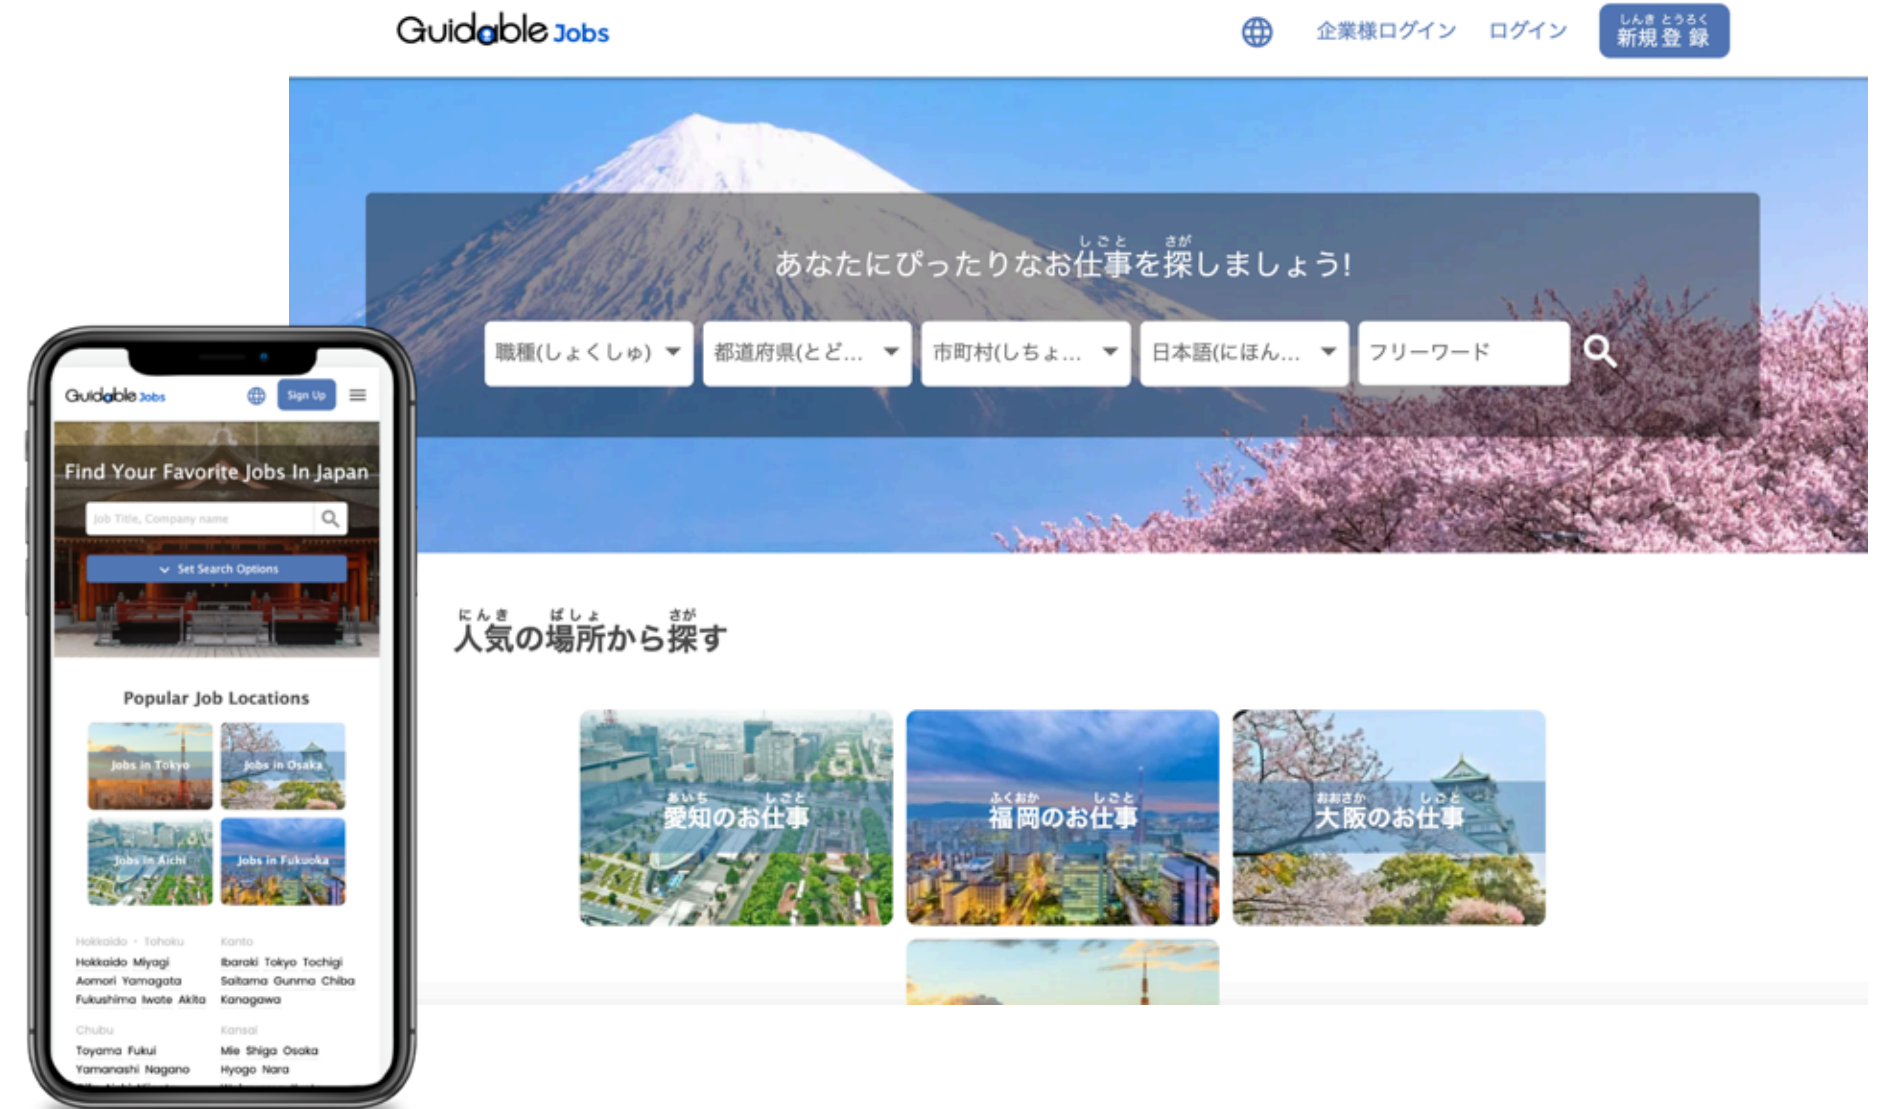 Guidable Jobs
企業様ログイン
ログイン
しんき とうろく
新規登録
しごと さが
あなたにぴったりなお仕事を探しましょう!
職種(しょくしゅ)
都道府県(とど...
市町村(しちょ...
日本語(にほん...
フリーワード
にんき ばしょ さが
人気の場所から探す
あいち しごと
愛知のお仕事
ふくおか しごと
福岡のお仕事
おおさか しごと
大阪のお仕事
Guidable Jobs
Sign Up
Find Your Favorite Jobs In Japan
Job Title, Company name
Set Search Options
Popular Job Locations
Jobs in Tokyo
Jobs in Osaka
Jobs in Aichi
Jobs in Fukuoka
Hokkaido・Tohoku
Hokkaido Miyagi
Aomori Yamagata
Fukushima Iwate Akita
Kanto
Ibaraki Tokyo Tochigi
Saitama Gunma Chiba
Kanagawa
Chubu
Toyama Fukui
Yamanashi Nagano
Kansai
Mie Shiga Osaka
Hyogo Nara